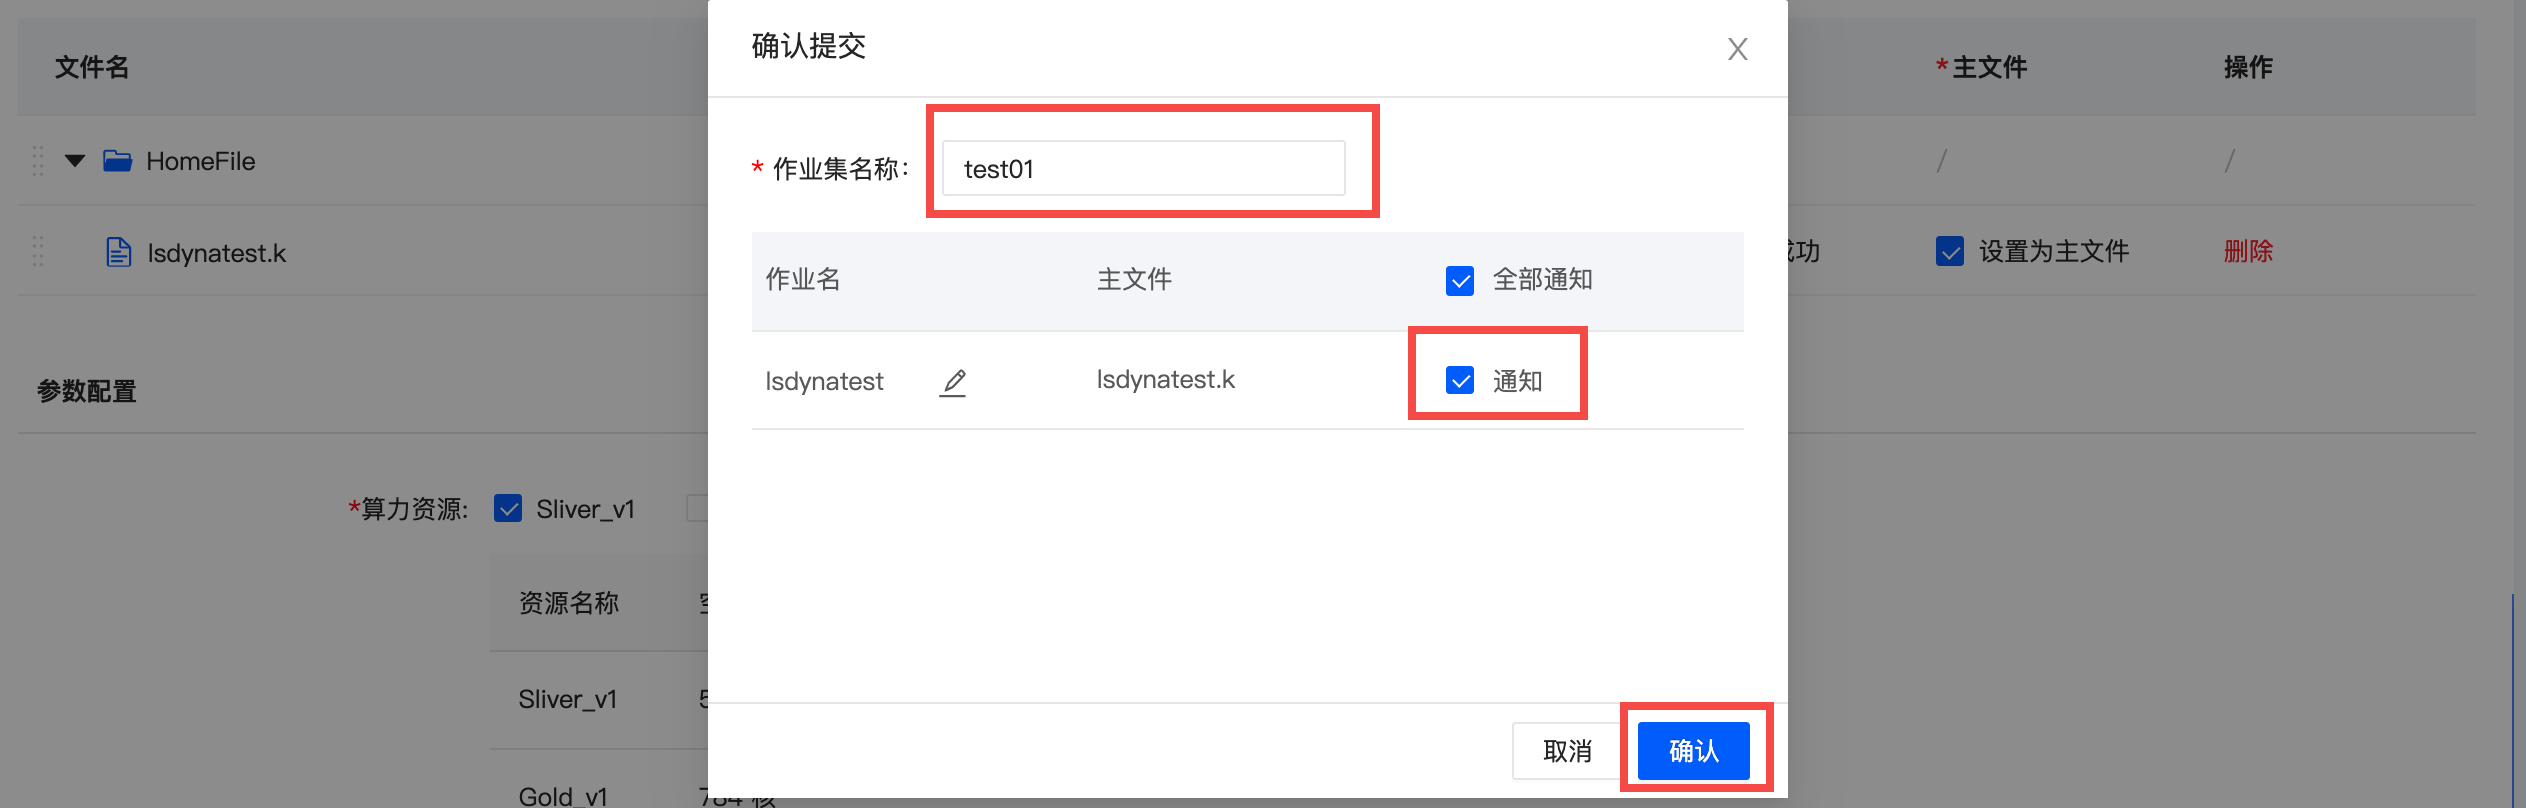 确认提交
X
文件名
*主文件
操作
HomeFile
/
/
* 作业集名称:
test01
lsdynatest.k
功
设置为主文件
删除
作业名
主文件
全部通知
lsdynatest
lsdynatest.k
通知
参数配置
*算力资源:
Sliver_v1
资源名称
Sliver_v1
5
Gold_v1
784 核
取消
确认